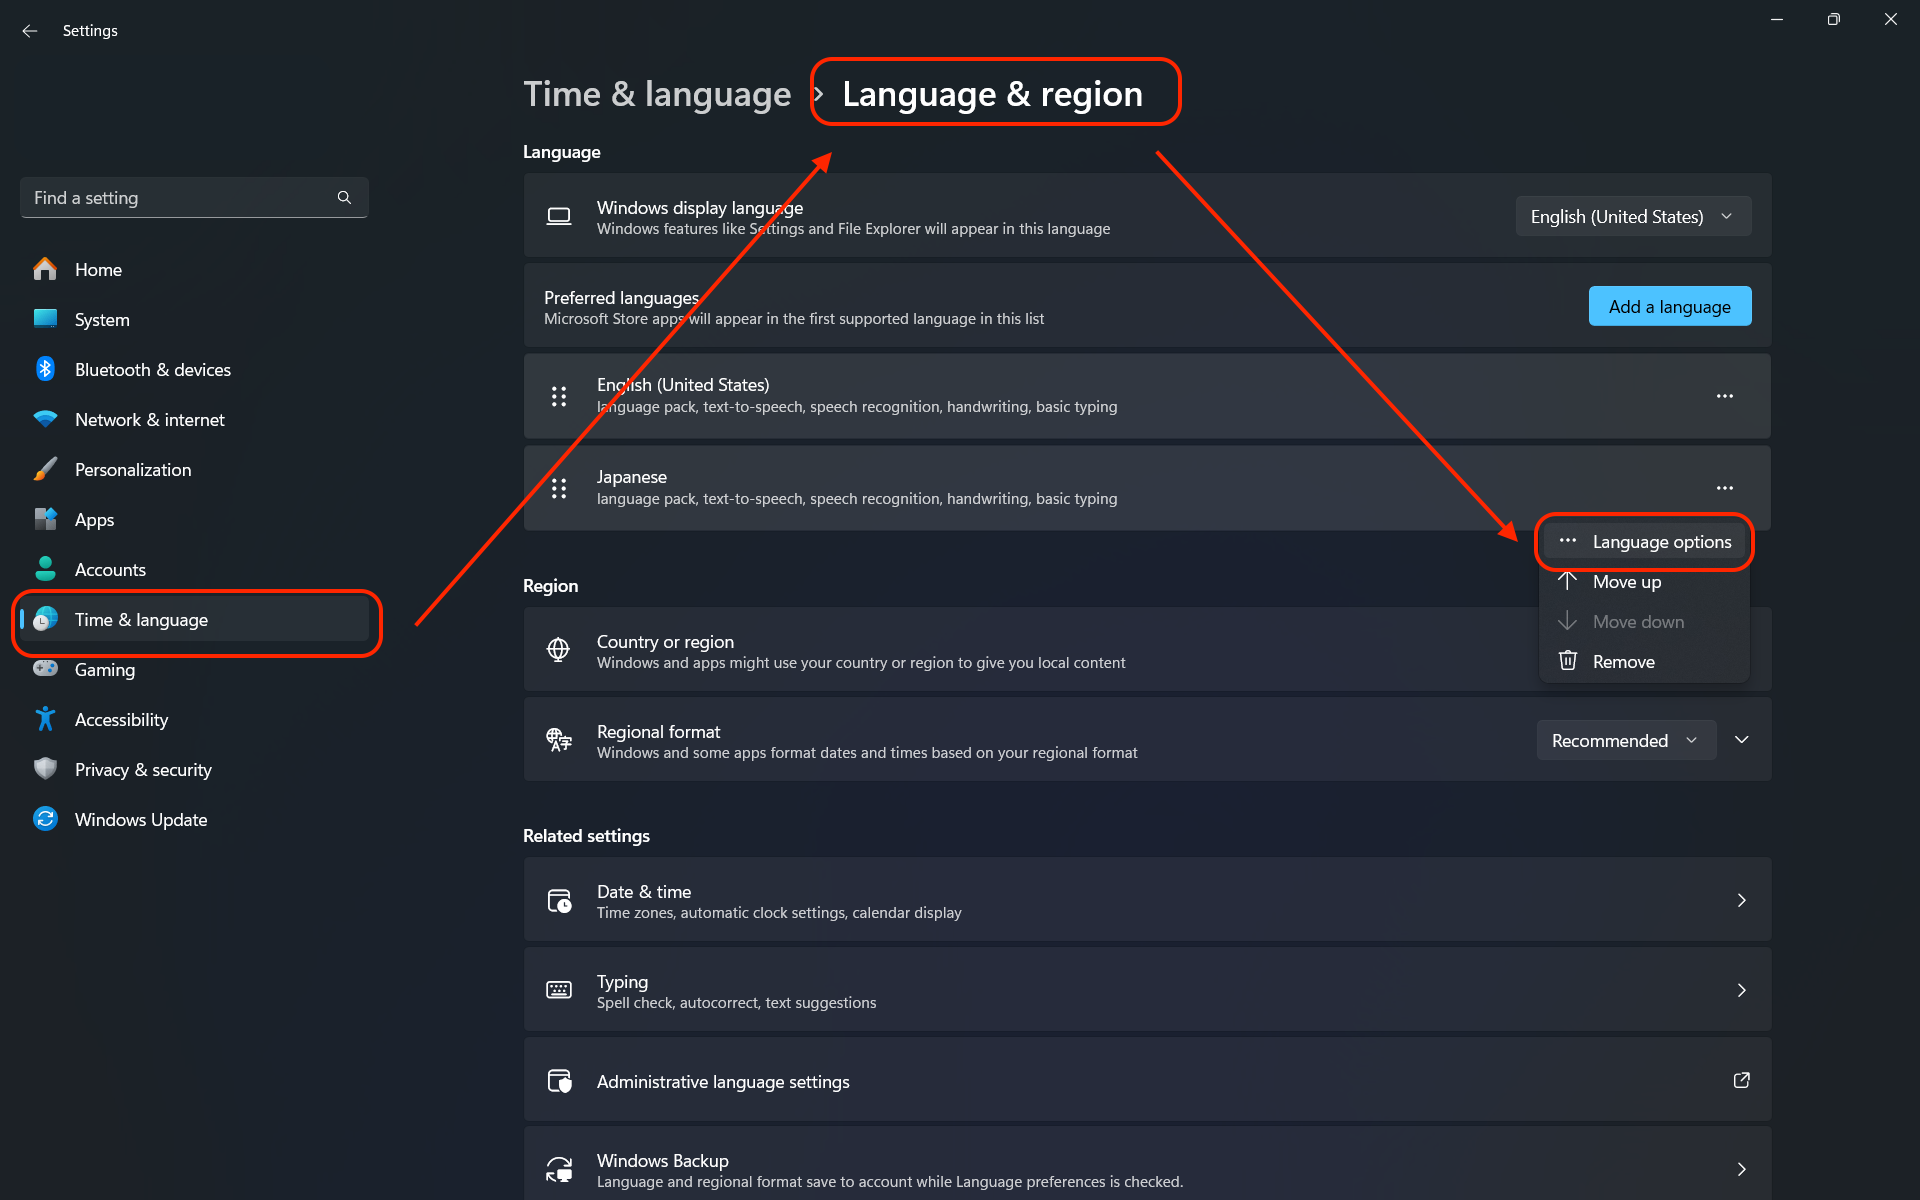 Settings
Time & language > Language & region
Find a setting
Home
System
Bluetooth & devices
Network & internet
Personalization
Apps
Accounts
Time & language
Gaming
Accessibility
Privacy & security
Windows Update
Language
Windows display language
Windows features like Settings and File Explorer will appear in this language
English (United States)
Preferred languages
Microsoft Store apps will appear in the first supported language in this list
Add a language
English (United States)
language pack, text-to-speech, speech recognition, handwriting, basic typing
Japanese
language pack, text-to-speech, speech recognition, handwriting, basic typing
Language options
Move up
Move down
Remove
Region
Country or region
Windows and apps might use your country or region to give you local content
Regional format
Windows and some apps format dates and times based on your regional format
Recommended
Related settings
Date & time
Time zones, automatic clock settings, calendar display
Typing
Spell check, autocorrect, text suggestions
Administrative language settings
Windows Backup
Language and regional format save to account while Language preferences is checked.